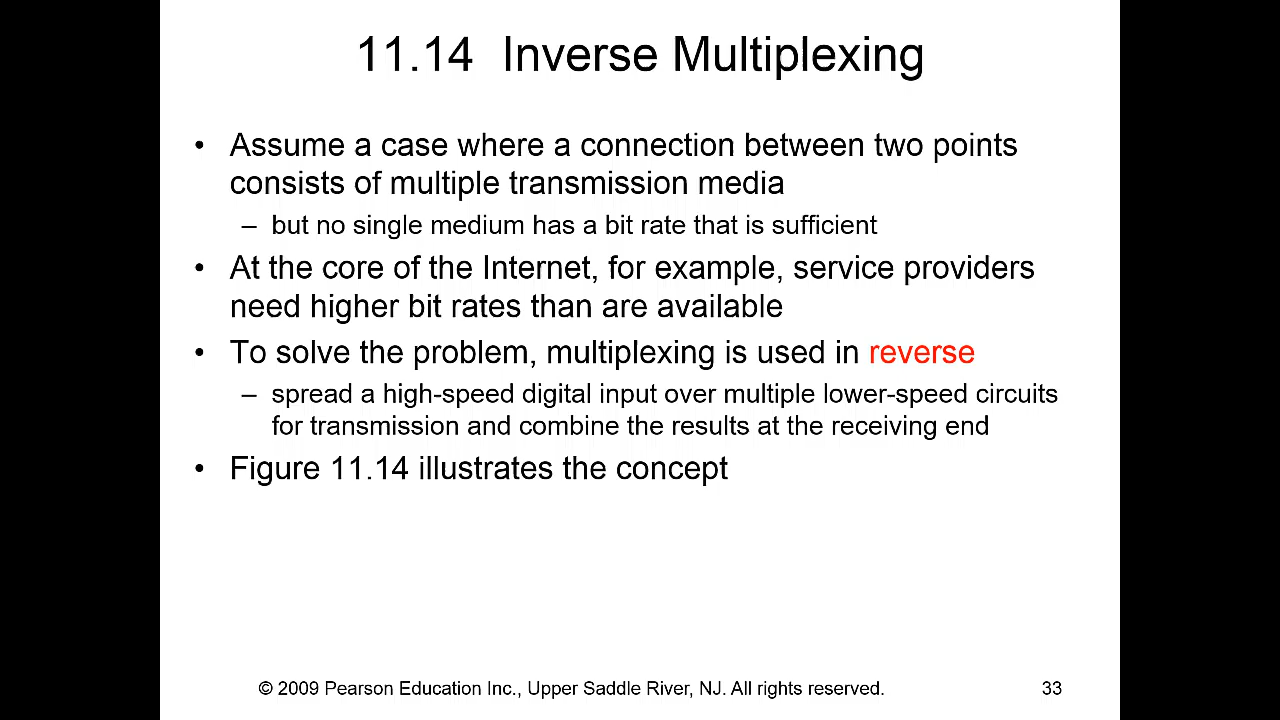 11.14 Inverse Multiplexing
• Assume a case where a connection between two points
consists of multiple transmission media
– but no single medium has a bit rate that is sufficient
• At the core of the Internet, for example, service providers
need higher bit rates than are available
• To solve the problem, multiplexing is used in reverse
– spread a high-speed digital input over multiple lower-speed circuits
for transmission and combine the results at the receiving end
• Figure 11.14 illustrates the concept
© 2009 Pearson Education Inc., Upper Saddle River, NJ. All rights reserved.
33